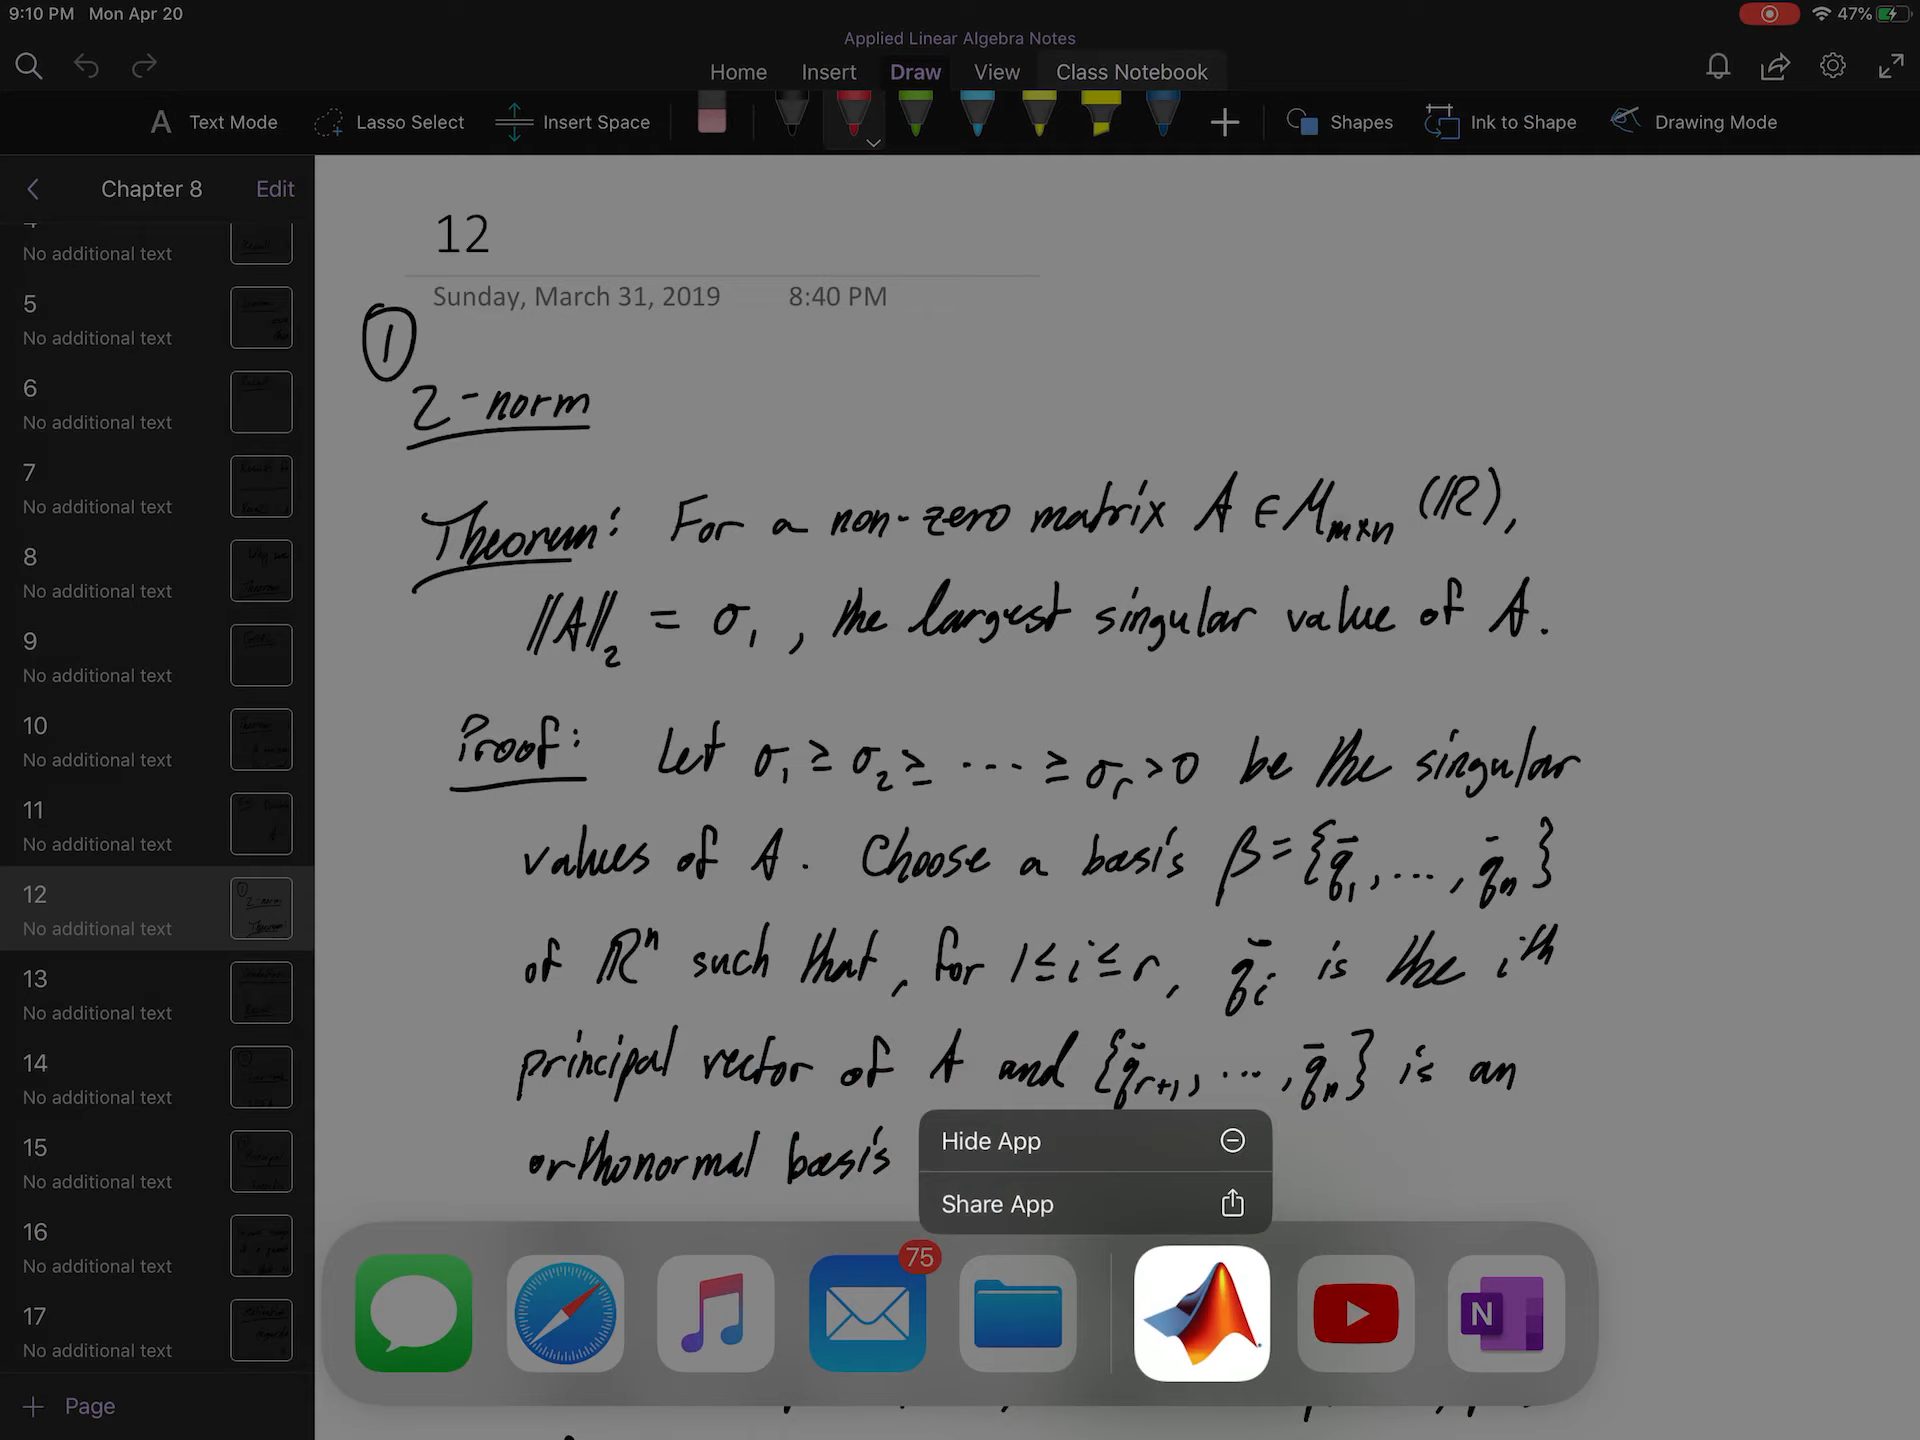 9:10 PM Mon Apr 20
47%
Applied Linear Algebra Notes
Home Insert Draw View Class Notebook
A Text Mode Lasso Select Insert Space Shapes Ink to Shape Drawing Mode
Chapter 8 Edit
4
No additional text
5
No additional text
6
No additional text
7
No additional text
8
No additional text
9
No additional text
10
No additional text
11
No additional text
12
No additional text
13
No additional text
14
No additional text
15
No additional text
16
No additional text
17
No additional text
+ Page
12
Sunday, March 31, 2019 8:40 PM
①
2-norm
Theorem: For a non-zero matrix A ∈ M_{m×n} (ℝ),
||A||₂ = σ₁, the largest singular value of A.
Proof: Let σ₁ ≥ σ₂ ≥ ··· ≥ σᵣ > 0 be the singular
values of A. Choose a basis β = {q̄₁, ..., q̄ₙ}
of ℝⁿ such that, for 1 ≤ i ≤ r, q̄ᵢ is the iᵗʰ
principal vector of A and {q̄ᵣ₊₁, ..., q̄ₙ} is an
orthonormal basis
Hide App
Share App
75
N